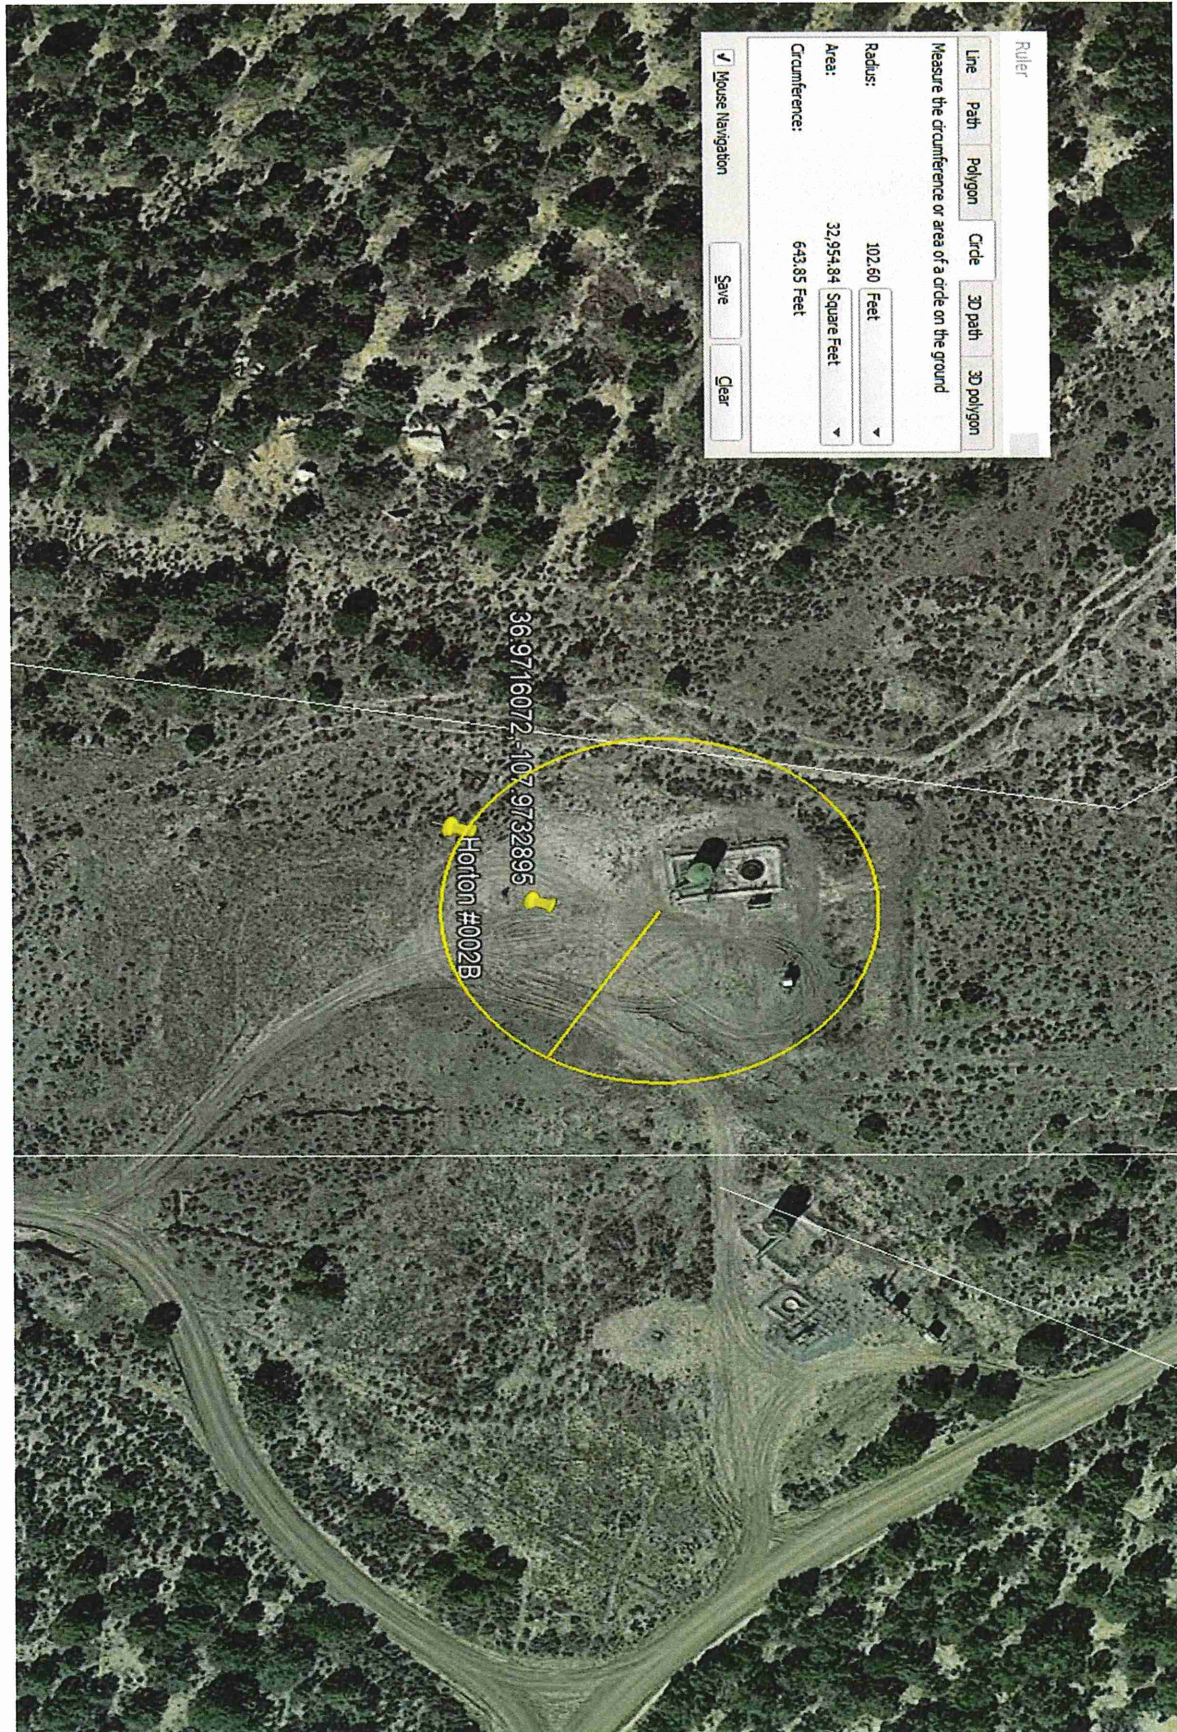 Ruler
Line Path Polygon Circle 3D path 3D polygon
Measure the circumference or area of a circle on the ground
Radius: 102.60 Feet
Area: 32,954.84 Square Feet
Circumference: 643.85 Feet
Mouse Navigation Save Clear
36.9716072,-107.9732895
Horton #002B